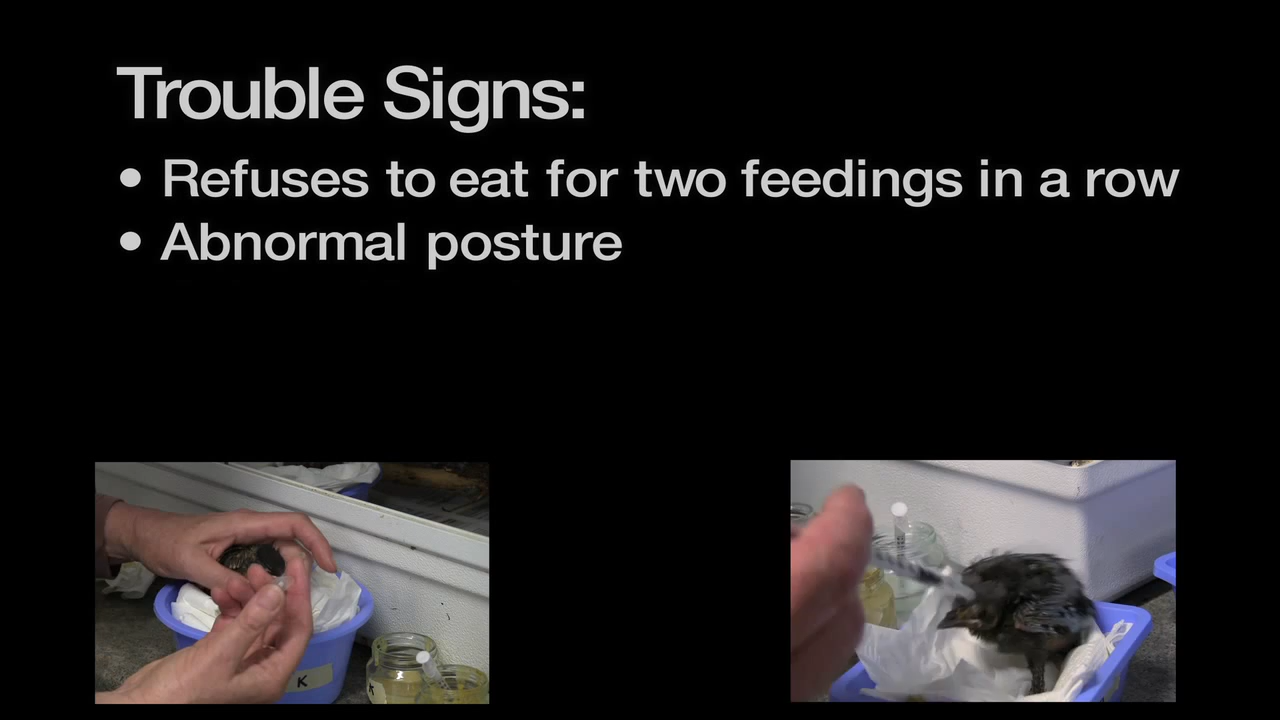 Trouble Signs:
• Refuses to eat for two feedings in a row
• Abnormal posture
K
K